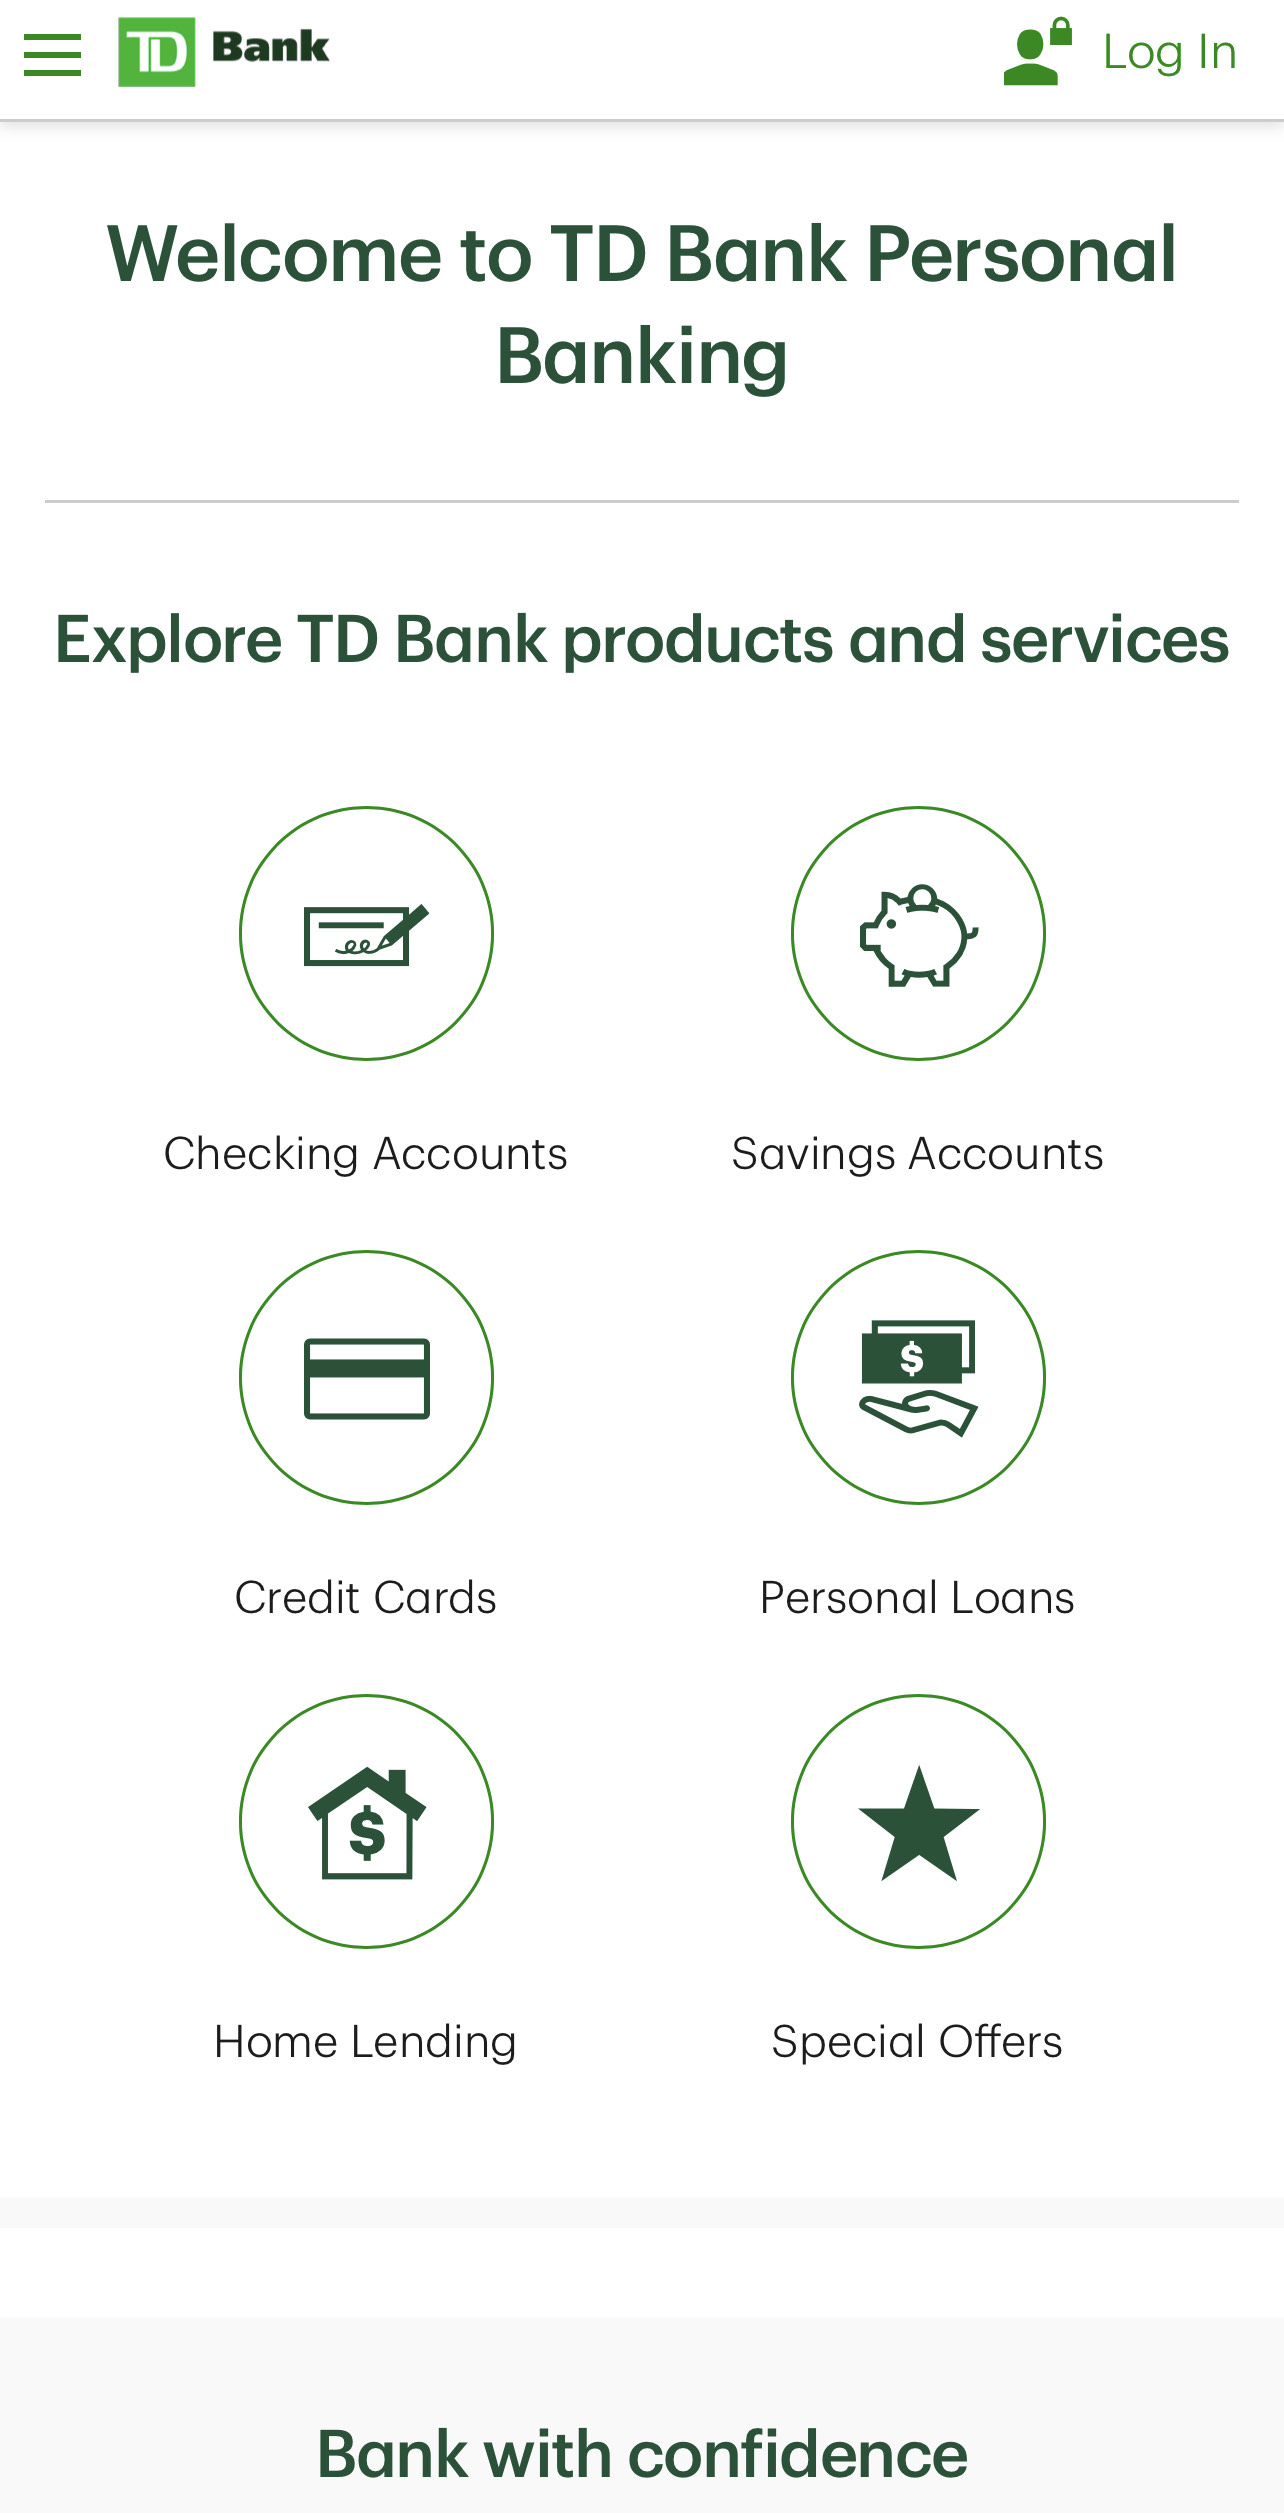 TD Bank
Log In
Welcome to TD Bank Personal
Banking
Explore TD Bank products and services
Checking Accounts
Savings Accounts
$
Credit Cards
Personal Loans
$
Home Lending
Special Offers
Bank with confidence